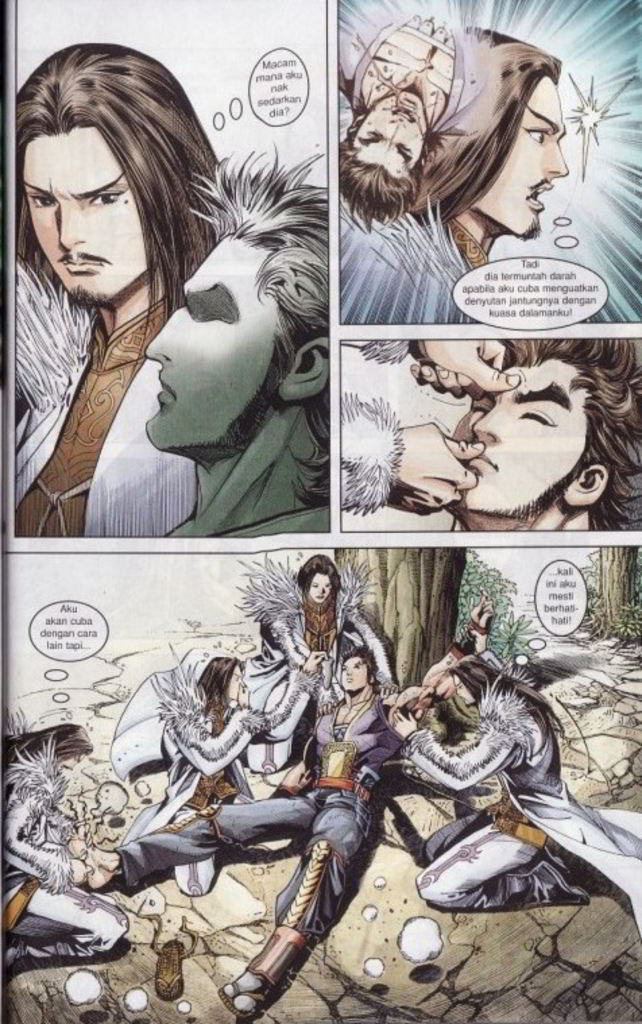 Macam
mana aku
nak
sedarkan
dia?
Tadi
dia termuntah darah
apabila aku cuba menguatkan
denyutan jantungnya dengan
kuasa dalamanku!
Aku
akan cuba
dengan cara
lain tapi...
...kali
ini aku
mesti
berhati-
hati!